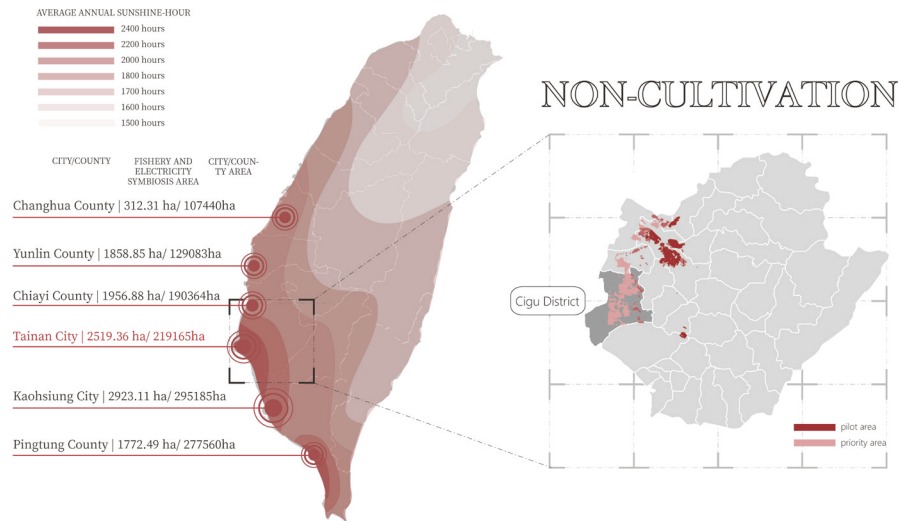 AVERAGE ANNUAL SUNSHINE-HOUR
2400 hours
2200 hours
2000 hours
1800 hours
1700 hours
1600 hours
1500 hours
CITY/COUNTY
FISHERY AND
ELECTRICITY
SYMBIOSIS AREA
CITY/COUN-
TY AREA
Changhua County | 312.31 ha/ 107440ha
Yunlin County | 1858.85 ha/ 129083ha
Chiayi County | 1956.88 ha/ 190364ha
Tainan City | 2519.36 ha/ 219165ha
Kaohsiung City | 2923.11 ha/ 295185ha
Pingtung County | 1772.49 ha/ 277560ha
NON-CULTIVATION
Cigu District
pilot area
priority area